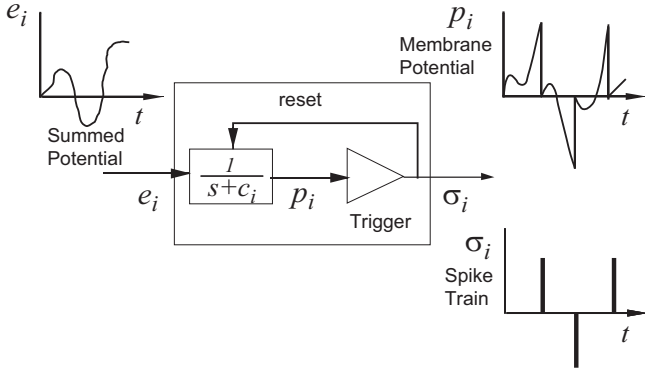 e_i
t
Summed
Potential
e_i
reset
1
s+c_i
p_i
Trigger
σ_i
p_i
Membrane
Potential
t
σ_i
Spike
Train
t